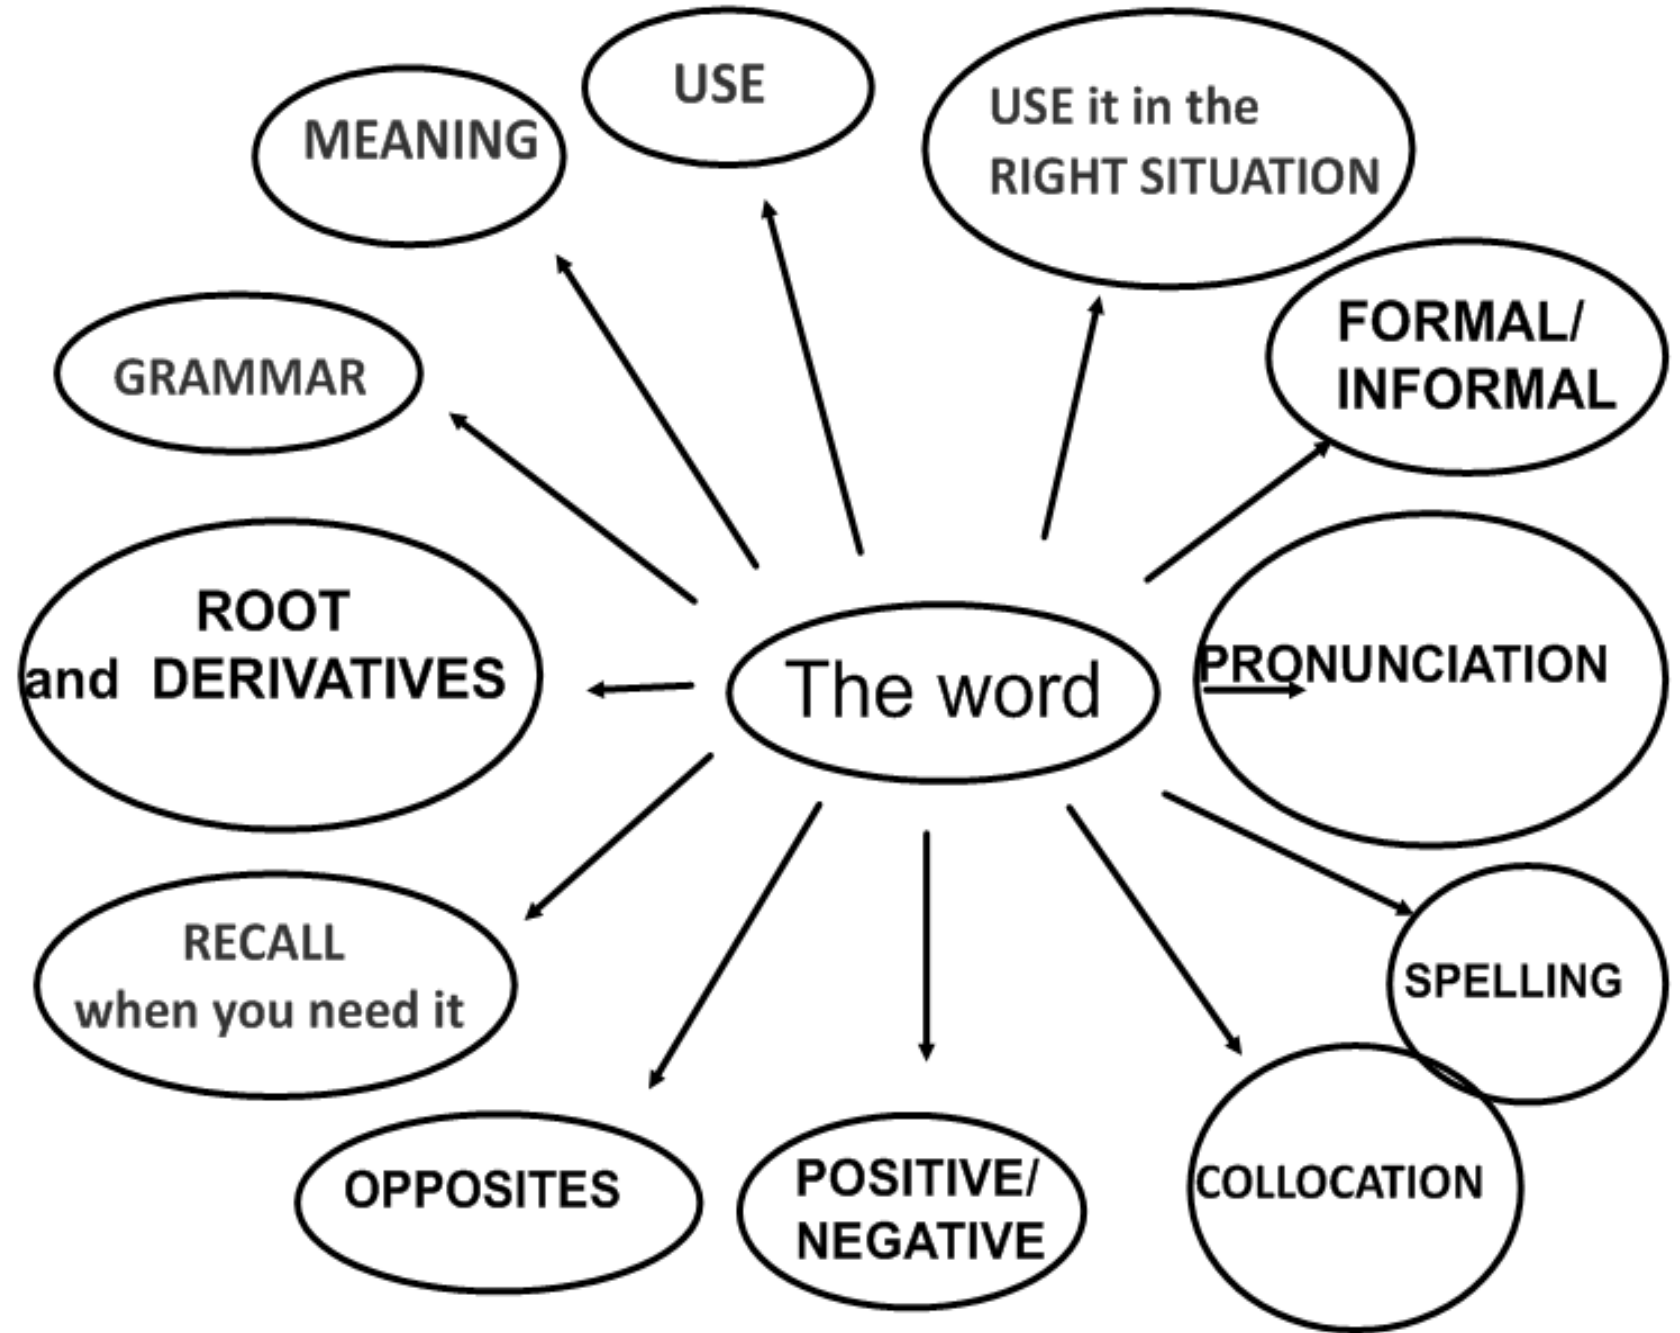 USE
MEANING
USE it in the
RIGHT SITUATION
FORMAL/
INFORMAL
GRAMMAR
ROOT
and DERIVATIVES
The word
PRONUNCIATION
RECALL
when you need it
SPELLING
OPPOSITES
POSITIVE/
NEGATIVE
COLLOCATION